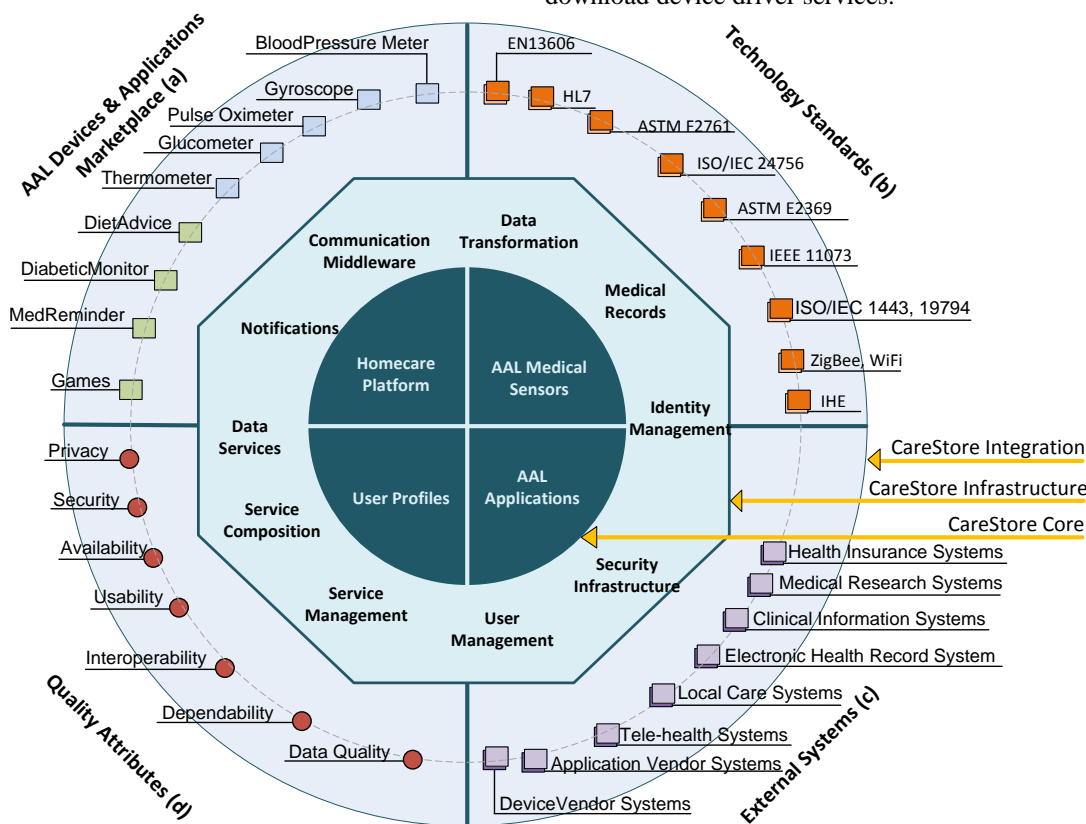 download device driver services.
AAL Devices & Applications
Marketplace (a)
BloodPressure Meter
Gyroscope
Pulse Oximeter
Glucometer
Thermometer
DietAdvice
DiabeticMonitor
MedReminder
Games
Technology Standards (b)
EN13606
HL7
ASTM F2761
ISO/IEC 24756
ASTM E2369
IEEE 11073
ISO/IEC 1443, 19794
ZigBee, WiFi
IHE
Communication
Middleware
Data
Transformation
Medical
Records
Notifications
Identity
Management
Data
Services
Service
Composition
Service
Management
User
Management
Security
Infrastructure
Homecare
Platform
AAL Medical
Sensors
User Profiles
AAL
Applications
CareStore Integration
CareStore Infrastructure
CareStore Core
Privacy
Security
Availability
Usability
Interoperability
Dependability
Data Quality
Quality Attributes (d)
Health Insurance Systems
Medical Research Systems
Clinical Information Systems
Electronic Health Record System
Local Care Systems
Tele-health Systems
Application Vendor Systems
DeviceVendor Systems
External Systems (c)